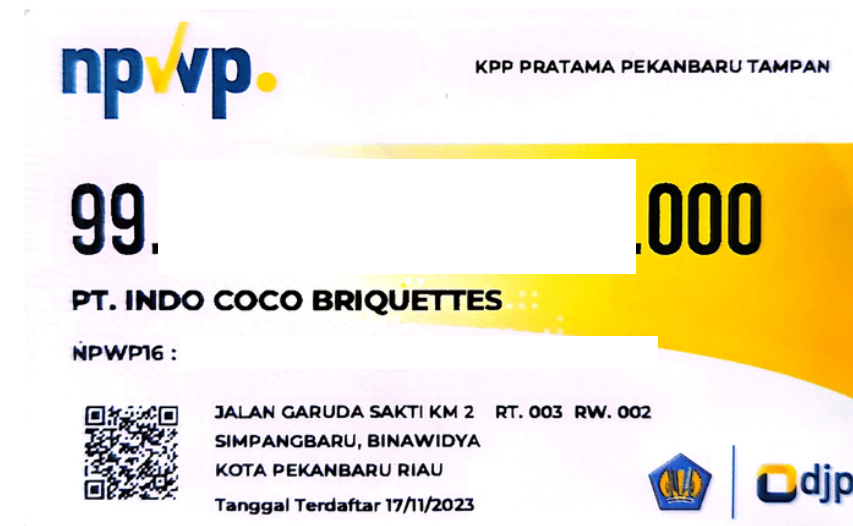 npwp.
KPP PRATAMA PEKANBARU TAMPAN
99. .000
PT. INDO COCO BRIQUETTES
NPWP16 :
JALAN GARUDA SAKTI KM 2 RT. 003 RW. 002
SIMPANGBARU, BINAWIDYA
KOTA PEKANBARU RIAU
Tanggal Terdaftar 17/11/2023
djp